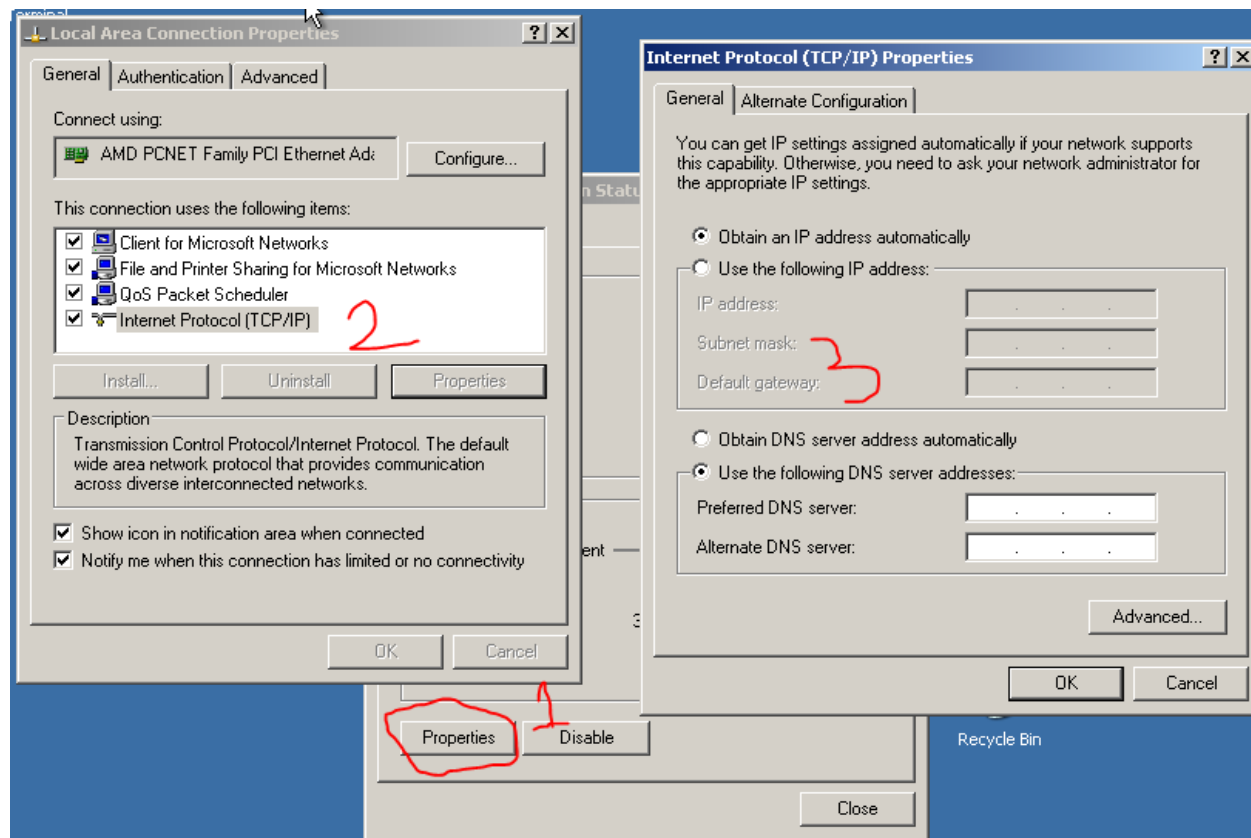 Local Area Connection Properties
General
Authentication
Advanced
Connect using:
AMD PCNET Family PCI Ethernet Ada
Configure...
This connection uses the following items:
Client for Microsoft Networks
File and Printer Sharing for Microsoft Networks
QoS Packet Scheduler
Internet Protocol (TCP/IP)
2
Install...
Uninstall
Properties
Description
Transmission Control Protocol/Internet Protocol. The default
wide area network protocol that provides communication
across diverse interconnected networks.
Show icon in notification area when connected
Notify me when this connection has limited or no connectivity
OK
Cancel
1
Properties
Disable
Close
Internet Protocol (TCP/IP) Properties
General
Alternate Configuration
You can get IP settings assigned automatically if your network supports
this capability. Otherwise, you need to ask your network administrator for
the appropriate IP settings.
Obtain an IP address automatically
Use the following IP address:
IP address:
Subnet mask:
Default gateway:
3
Obtain DNS server address automatically
Use the following DNS server addresses:
Preferred DNS server:
Alternate DNS server:
Advanced...
OK
Cancel
Recycle Bin